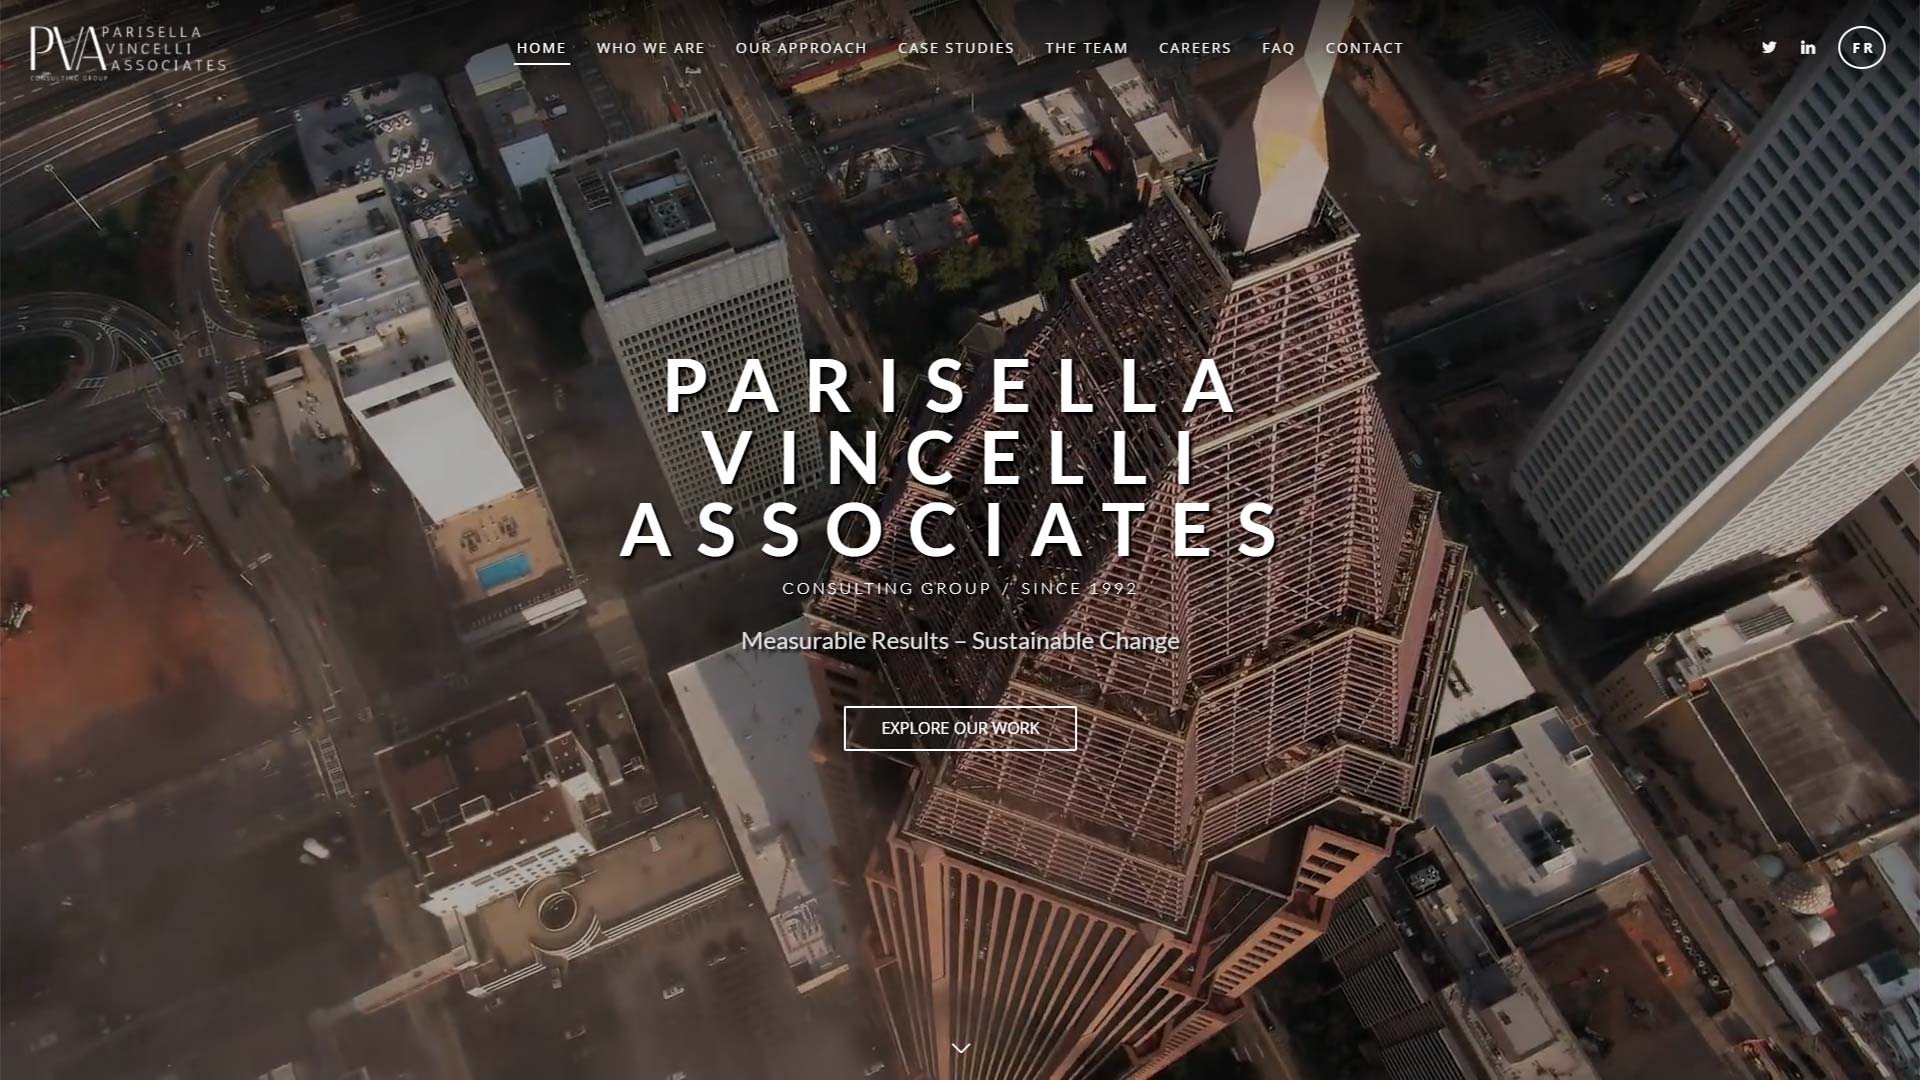 PVA PARISELLA
VINCELLI
ASSOCIATES
CONSULTING GROUP
HOME WHO WE ARE OUR APPROACH CASE STUDIES THE TEAM CAREERS FAQ CONTACT
FR
PARISELLA
VINCELLI
ASSOCIATES
CONSULTING GROUP / SINCE 1992
Measurable Results – Sustainable Change
EXPLORE OUR WORK